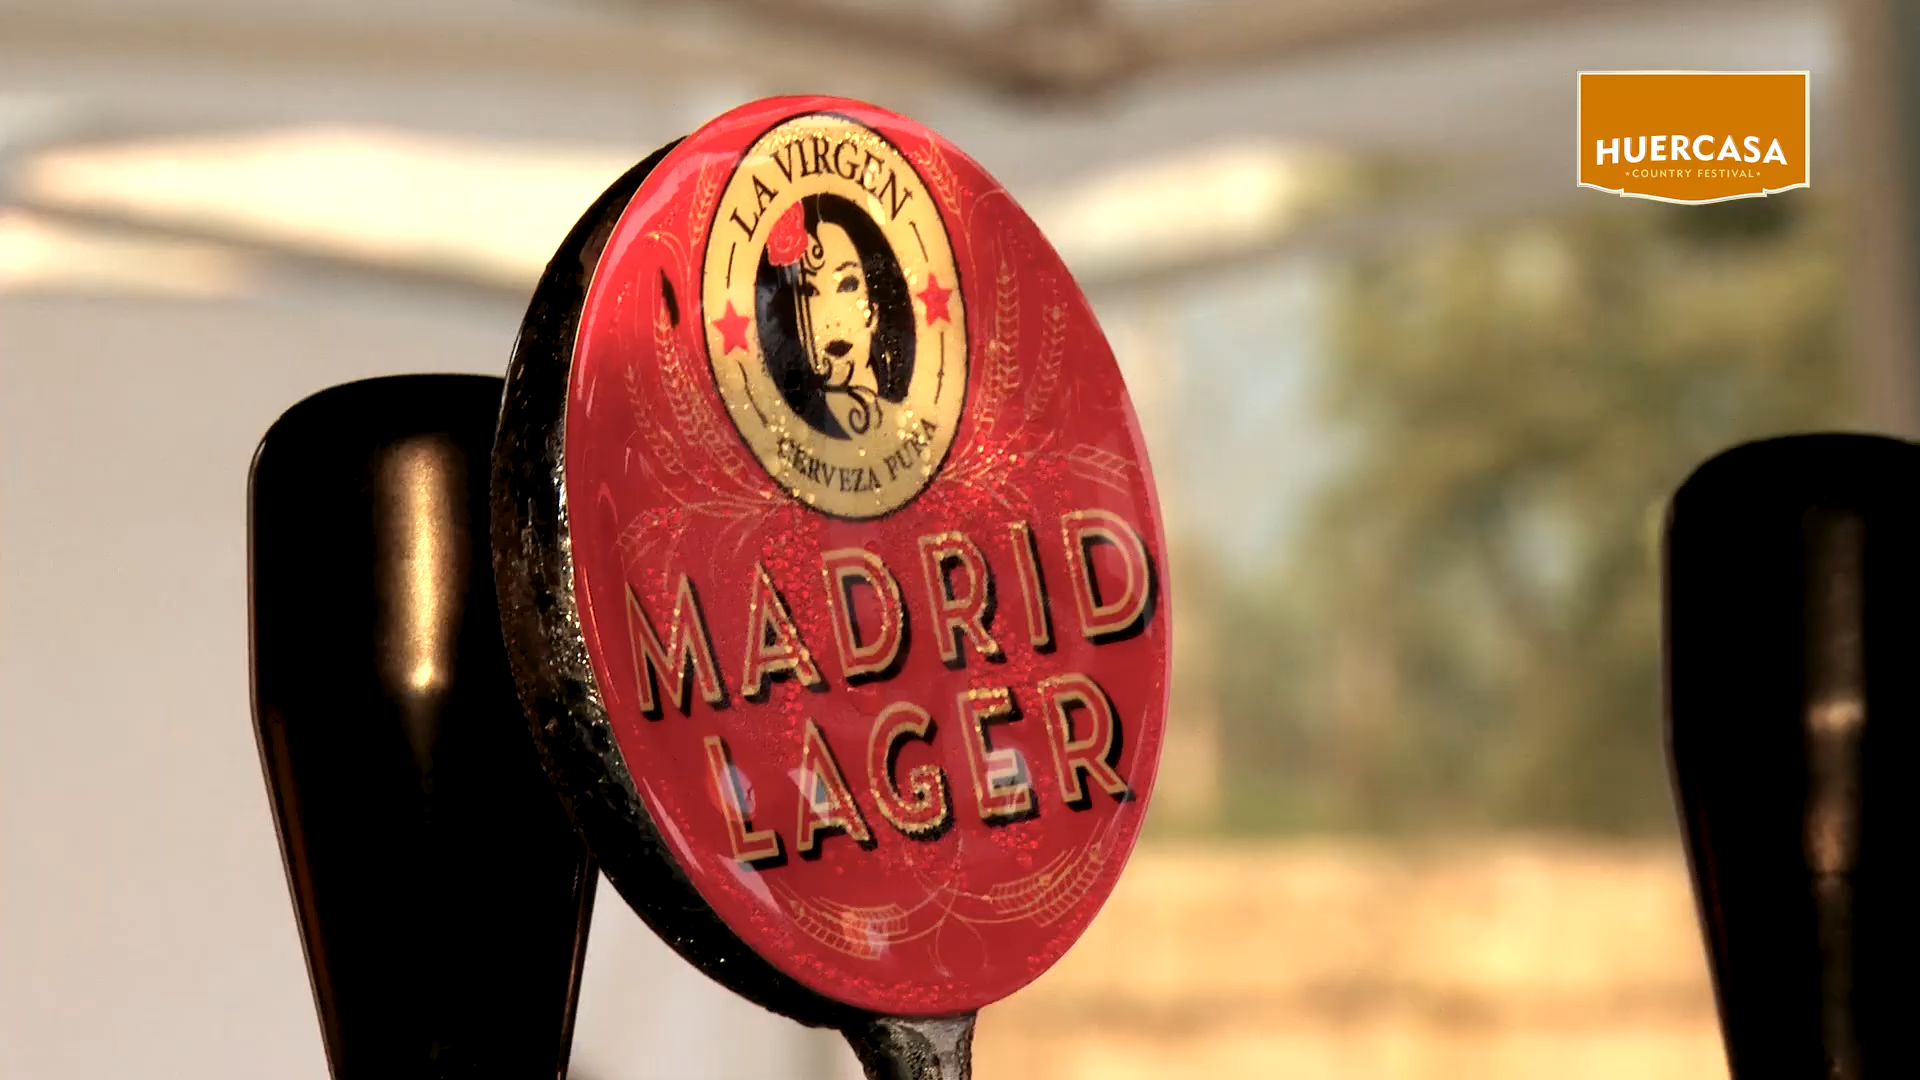 LA VIRGEN
CERVEZA PURA
MADRID
LAGER
HUERCASA
COUNTRY FESTIVAL